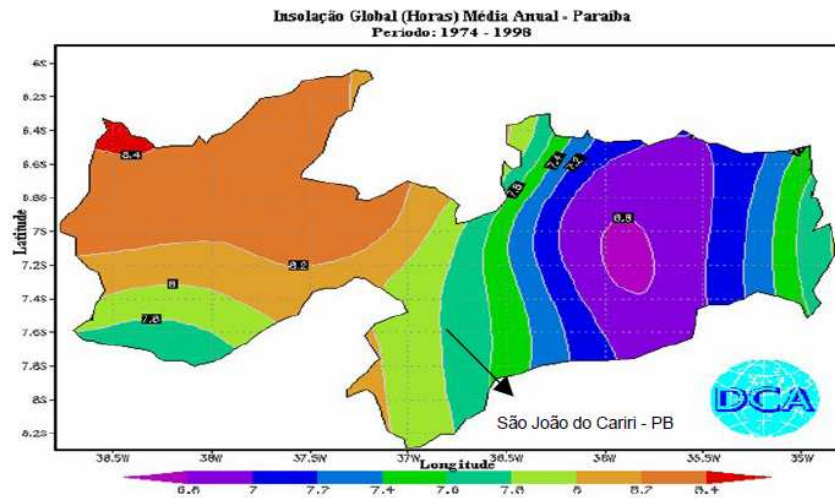 Insolação Global (Horas) Média Anual - Paraíba
Período: 1974 - 1998
6S
6.2S
6.4S
6.6S
6.8S
7S
7.2S
7.4S
7.6S
7.8S
8S
8.2S
Latitude
8.4
8.2
8
7.8
7.6
7.4
7.2
6.8
São João do Cariri - PB
DCA
38.5W 38W 37.5W 37W 36.5W 36W 35.5W 35W
Longitude
6.8 7 7.2 7.4 7.6 7.8 8 8.2 8.4